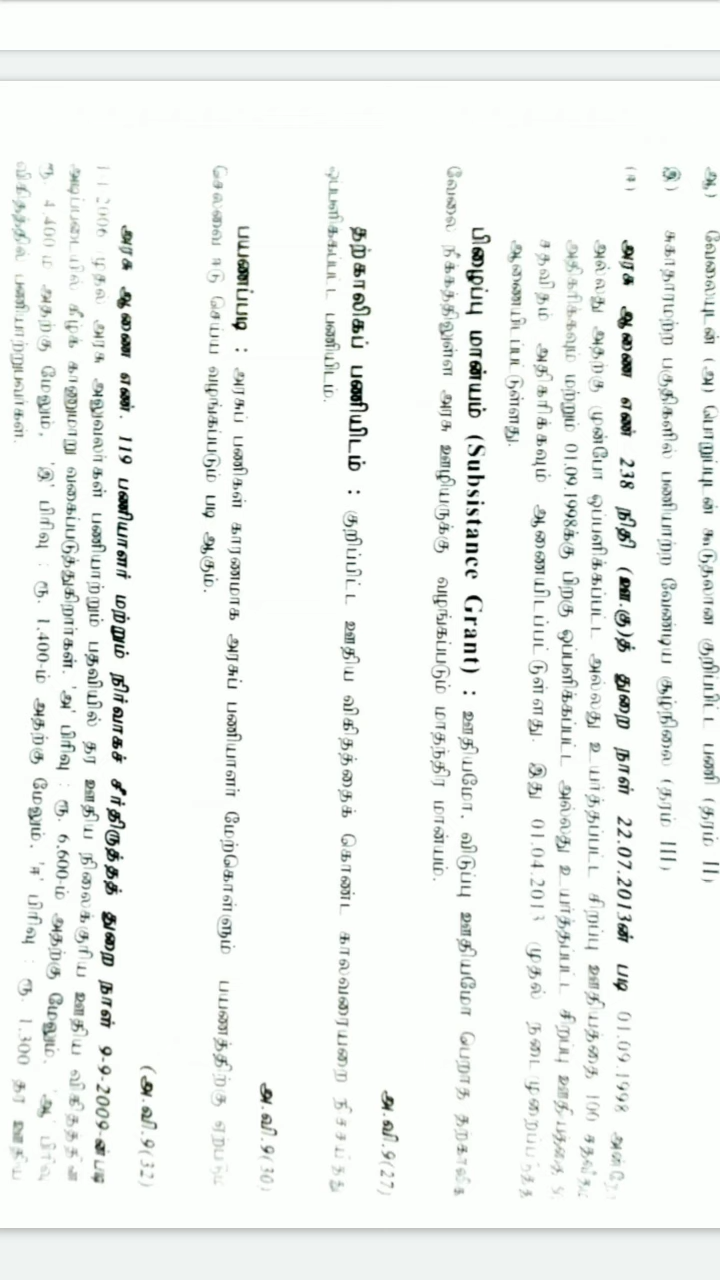 ஆ) வேலையுடன் (அ) பொறுப்புடன் கூடுதலான குறிப்பிட்ட பணி (தரம் II)
இ) சுகாதாரமற்ற பகுதிகளில் பணியாற்ற வேண்டிய சூழ்நிலை (தரம் III)
அரசு ஆணை எண் 238 நிதி (ஊ.கு)த் துறை நாள் 22.07.2013ன் படி 01.09.1998
அல்லது அதற்கு முன்போ ஒப்பளிக்கப்பட்ட அல்லது உயர்த்தப்பட்ட சிறப்பு ஊதியத்தை 100
அதிகரிக்கவும் மற்றும் 01.09.1998க்கு பிறகு ஒப்பளிக்கப்பட்ட அல்லது உயர்த்தப்பட்ட சிறப்பு ஊதியத்தை
சதவிதம் அதிகரிக்கவும் ஆணையிடப்பட்டுள்ளது. இது 01.04.2013 முதல் நடைமுறைப்படுத்த
ஆணையிடப்பட்டுள்ளது.
பிழைப்பு மான்யம் (Subsistance Grant) : ஊதியமோ, விடுப்பு ஊதியமோ பெறாத தற்காலிக
வேலை நீக்கத்திலுள்ள அரசு ஊழியருக்கு வழங்கப்படும் மாதந்திர மான்யம்.
அ.வி.9(27)
தற்காலிகப் பணியிடம் : குறிப்பிட்ட ஊதிய விகிதத்தைக் கொண்ட காலவரையறை நிச்சயித்து
ஒப்பளிக்கப்பட்ட பணியிடம்.
அ.வி.9(30)
பயணப்படி : அரசுப் பணிகள் காரணமாக அரசுப் பணியாளர் மேற்கொள்ளும் பயணத்திற்கு ஏற்படும்
செலவை ஈடு செய்ய வழங்கப்படும் படி ஆகும்.
(அ.வி.9(32)
அரசு ஆணை எண். 119 பணியாளர் மற்றும் நிர்வாகச் சீர்திருத்தத் துறை நாள் 9-9-2009-ன்படி
1.1.2006 முதல் அரசு அலுவலர்கள் பணியாற்றும் பதவியில் தர ஊதிய நிலைக்குரிய ஊதிய விகிதத்தின்
அடிப்படையில் கீழ்க் காணுமாறு வகைப்படுத்துகிறார்கள். 'அ' பிரிவு : ரூ. 6,600-ம் அதற்கு மேலும், 'ஆ' பிரிவு
ரூ. 4,400-ம் அதற்கு மேலும், 'இ' பிரிவு : ரூ. 1,400-ம் அதற்கு மேலும், 'ஈ' பிரிவு : ரூ. 1,300 தர ஊதிய
விகிதத்தில் பணியாற்றுபவர்கள்.